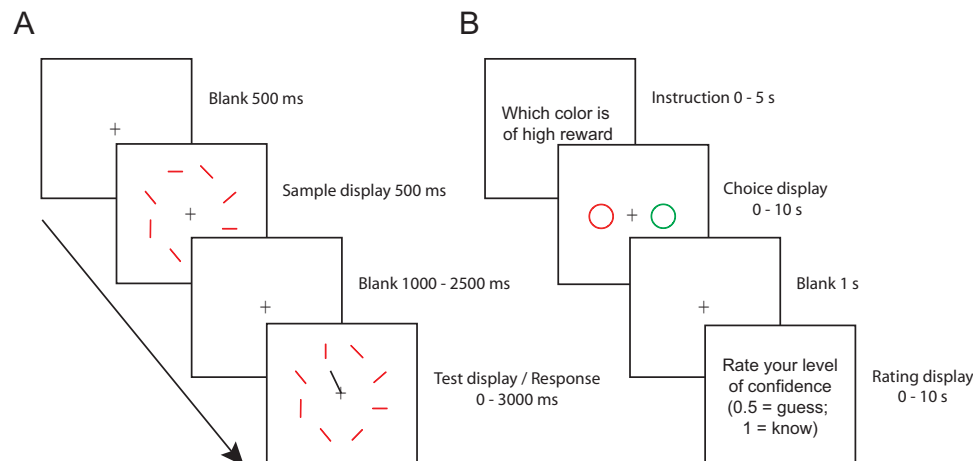 A
Blank 500 ms
Sample display 500 ms
Blank 1000 - 2500 ms
Test display / Response
0 - 3000 ms
B
Which color is
of high reward
Instruction 0 - 5 s
Choice display
0 - 10 s
Blank 1 s
Rate your level
of confidence
(0.5 = guess;
1 = know)
Rating display
0 - 10 s